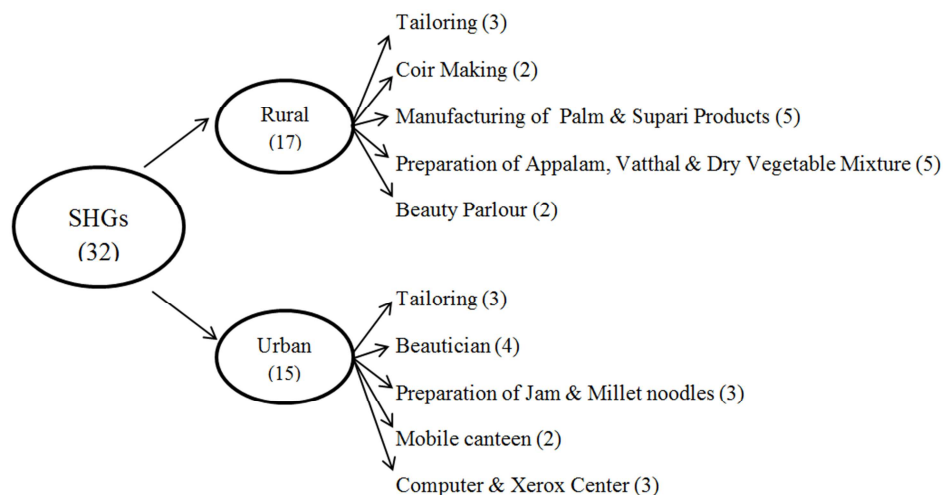 SHGs
(32)
Rural
(17)
Tailoring (3)
Coir Making (2)
Manufacturing of Palm & Supari Products (5)
Preparation of Appalam, Vatthal & Dry Vegetable Mixture (5)
Beauty Parlour (2)
Urban
(15)
Tailoring (3)
Beautician (4)
Preparation of Jam & Millet noodles (3)
Mobile canteen (2)
Computer & Xerox Center (3)